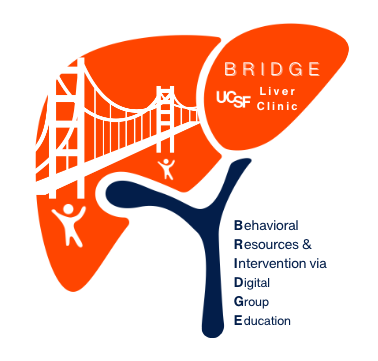 BRIDGE
UCSF Liver
Clinic
Behavioral
Resources &
Intervention via
Digital
Group
Education